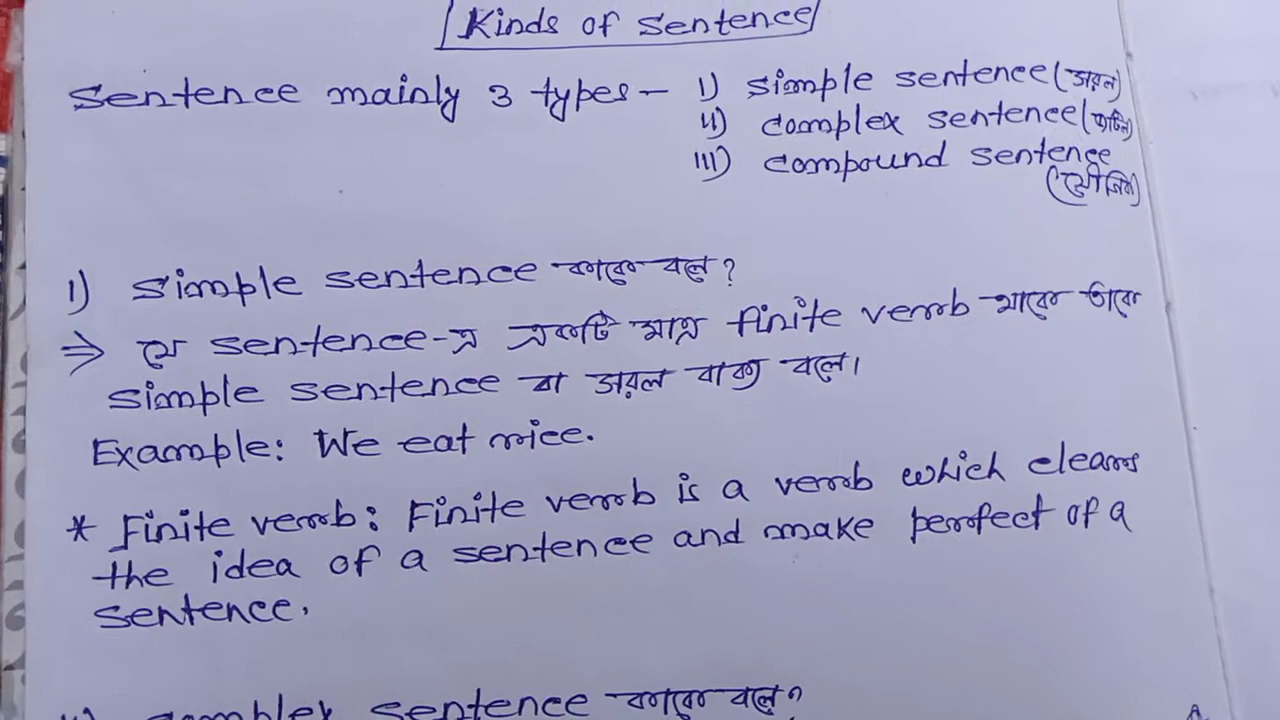 Kinds of Sentence
Sentence mainly 3 types- i) simple sentence (সরল)
ii) complex sentence (জটিল)
iii) compound sentence
(যৌগিক)
i) Simple sentence কাকে বলে?
⇒ যে sentence-এ একটি মাত্র finite verb থাকে তাকে
simple sentence বা সরল বাক্য বলে।
Example: We eat rice.
* Finite verb: Finite verb is a verb which clears
the idea of a sentence and make perfect of a
sentence.
ii) complex sentence কাকে বলে?